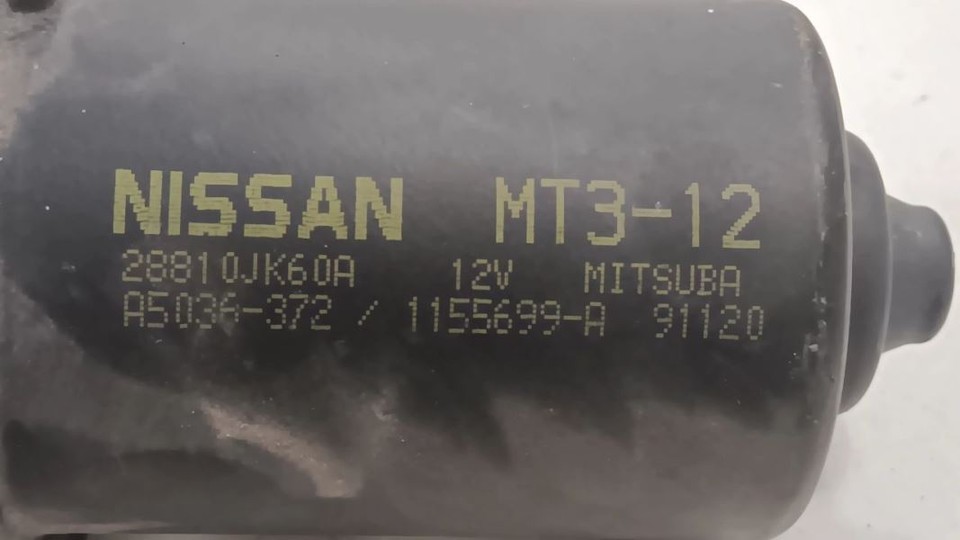 NISSAN MT3-12
28810JK60A 12V MITSUBA
A5036-372 / 1155699-A 91120